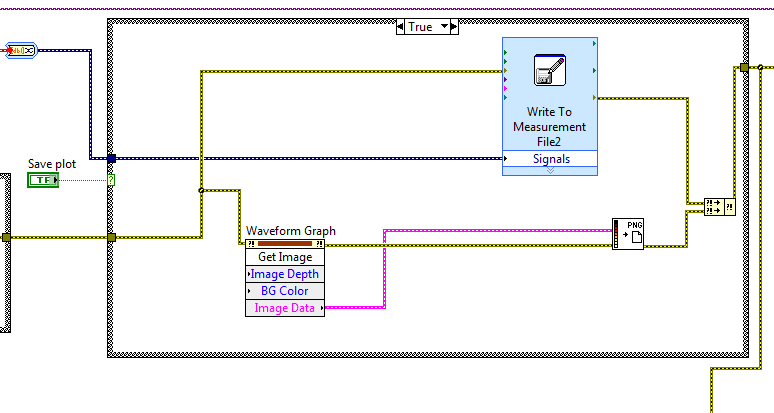 True
Write To
Measurement
File2
Signals
Save plot
TF
Waveform Graph
?! ?!
Get Image
Image Depth
BG Color
Image Data
PNG
?!
?!
?!
?